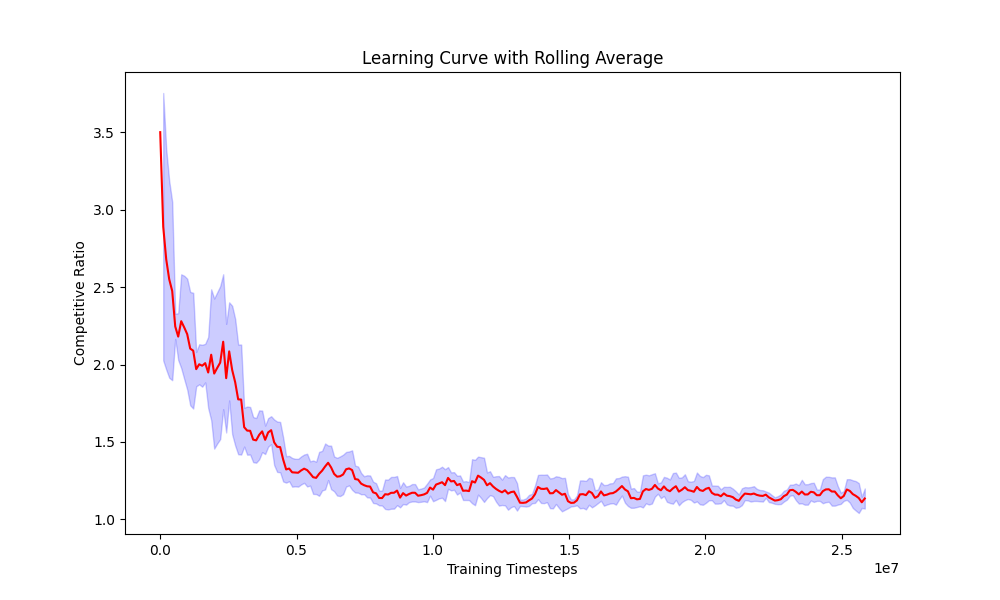 Learning Curve with Rolling Average
Competitive Ratio
3.5
3.0
2.5
2.0
1.5
1.0
0.0 0.5 1.0 1.5 2.0 2.5
1e7
Training Timesteps